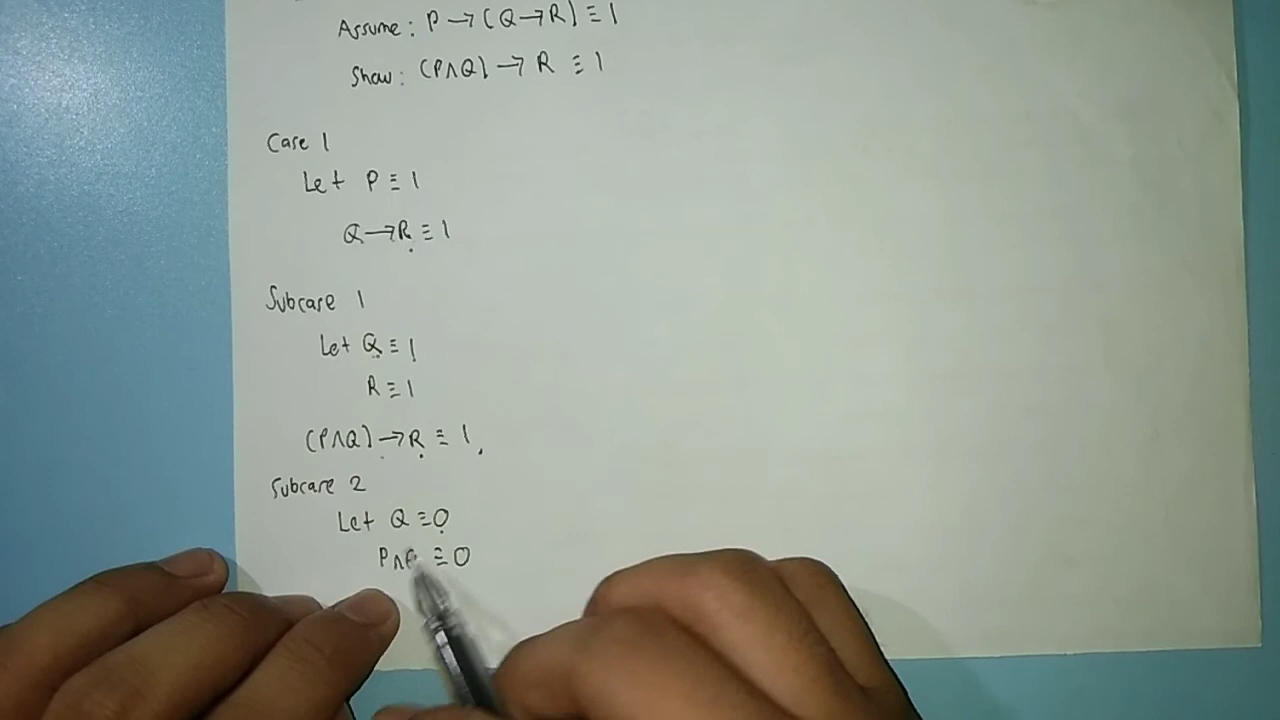 Assume: P → (Q → R) ≡ 1
Show: (P ∧ Q) → R ≡ 1
Case 1
Let P ≡ 1
Q → R ≡ 1
Subcase 1
Let Q ≡ 1
R ≡ 1
(P ∧ Q) → R ≡ 1.
Subcase 2
Let Q ≡ 0
P ∧ Q ≡ 0